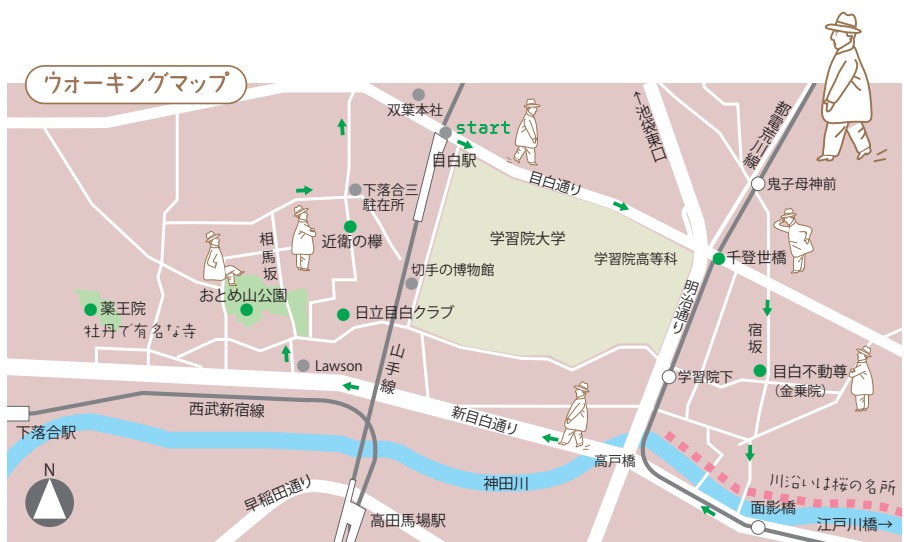 ウォーキングマップ
双葉本社
start
目白駅
目白通り
←池袋東口
都電荒川線
鬼子母神前
下落合三
駐在所
近衛の欅
相馬坂
学習院大学
学習院高等科
千登世橋
切手の博物館
おとめ山公園
薬王院
牡丹で有名な寺
日立目白クラブ
明治通り
宿坂
山手線
Lawson
学習院下
目白不動尊
(金乗院)
西武新宿線
新目白通り
下落合駅
高戸橋
N
神田川
川沿いは桜の名所
早稲田通り
高田馬場駅
面影橋
江戸川橋→